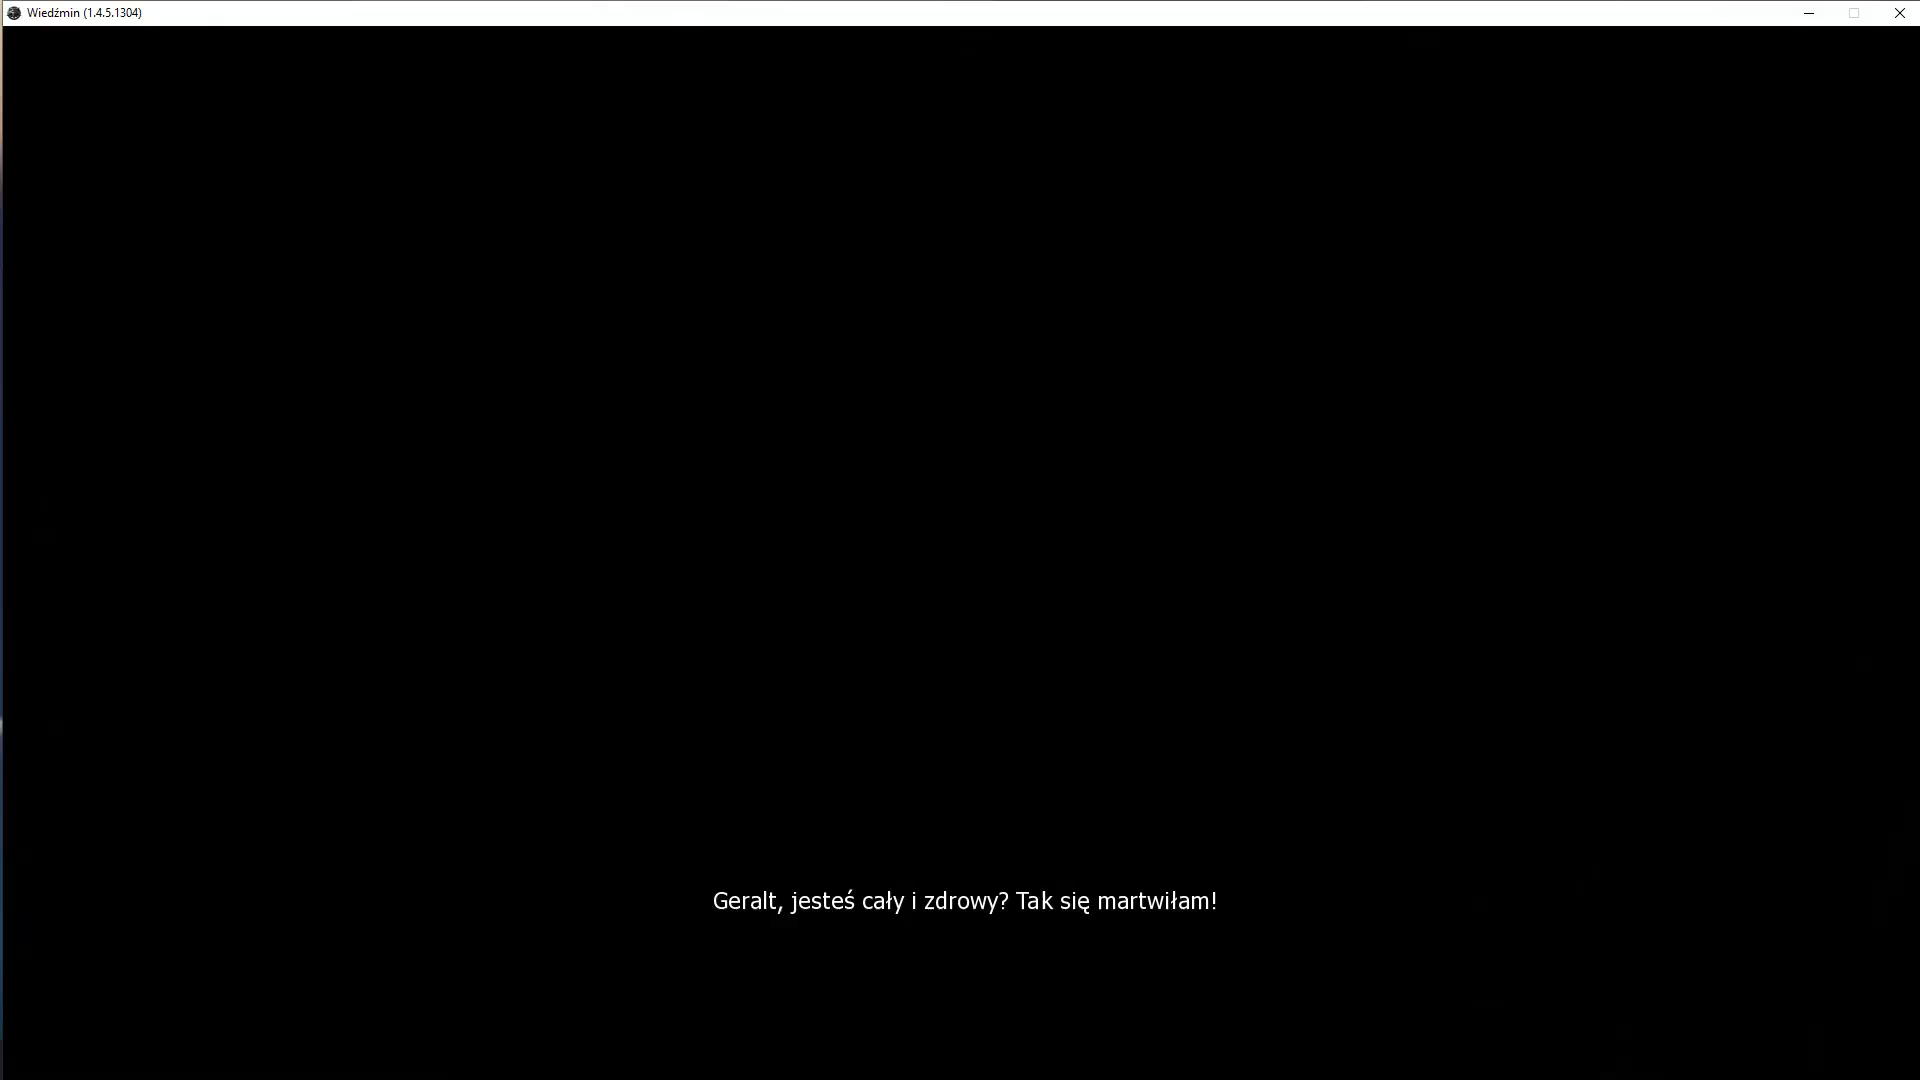 Wiedźmin (1.4.5.1304)
Geralt, jesteś cały i zdrowy? Tak się martwiłam!